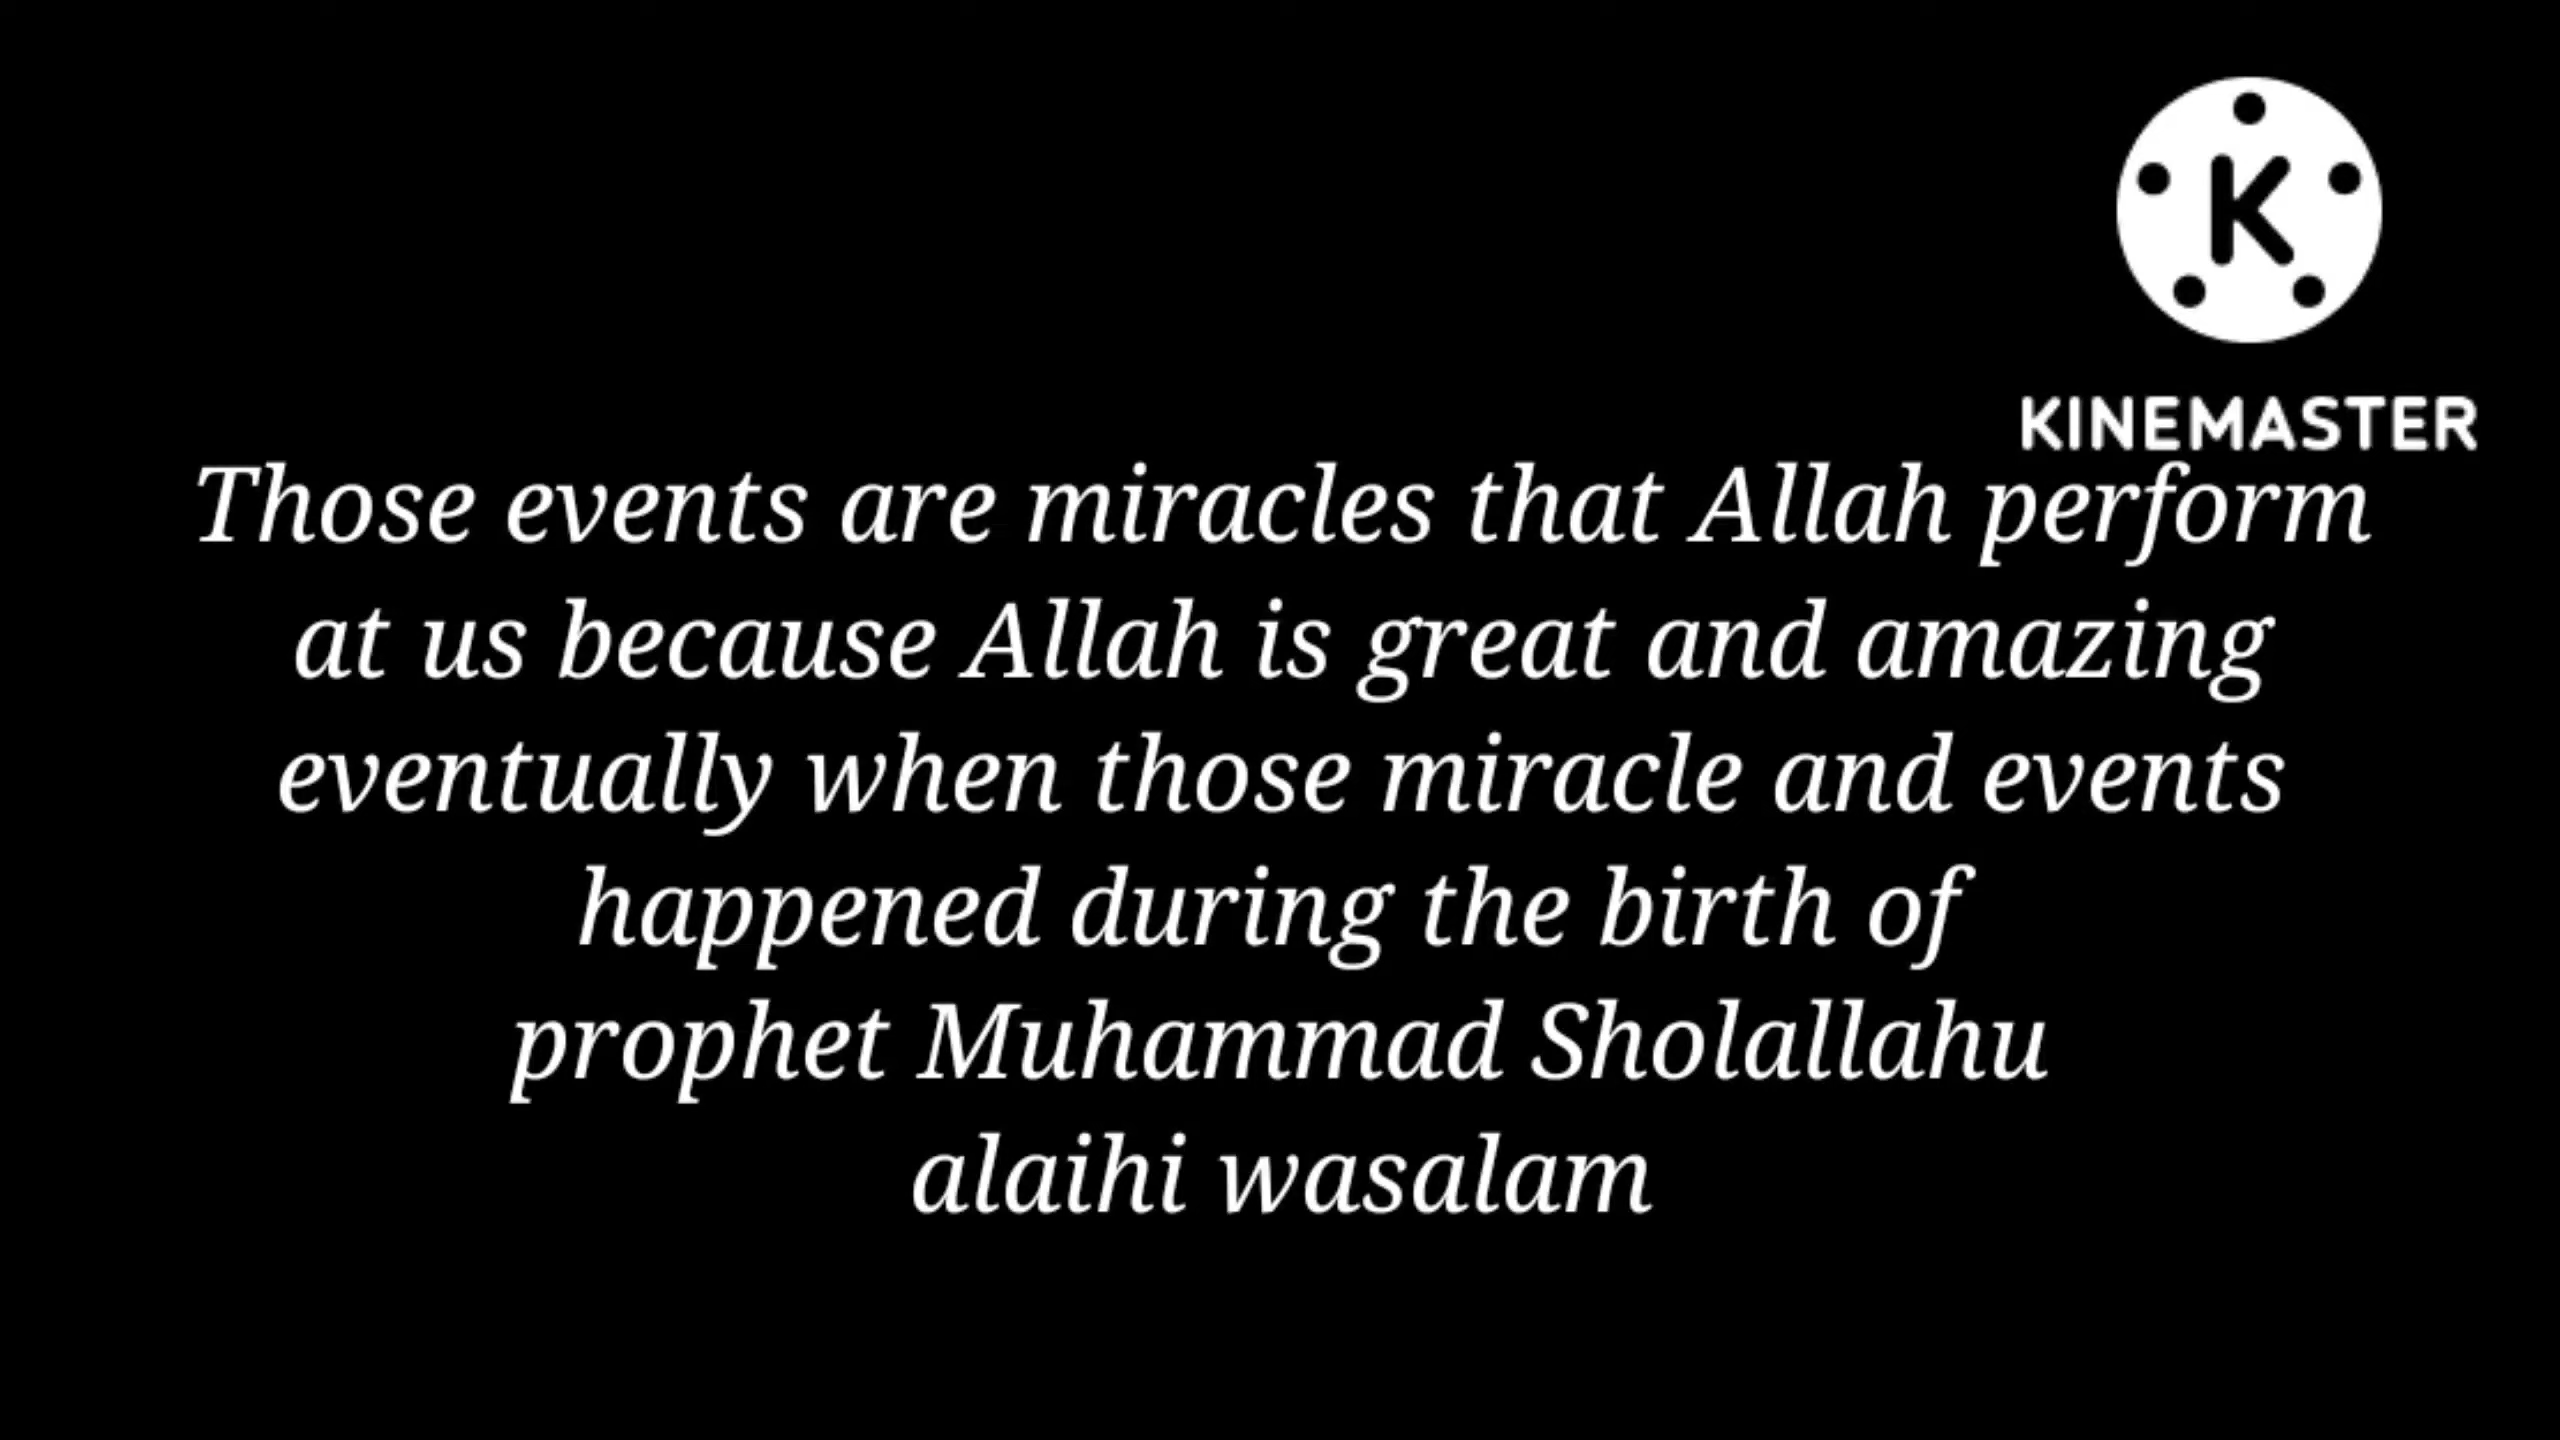 K
KINEMASTER
Those events are miracles that Allah perform
at us because Allah is great and amazing
eventually when those miracle and events
happened during the birth of
prophet Muhammad Sholallahu
alaihi wasalam